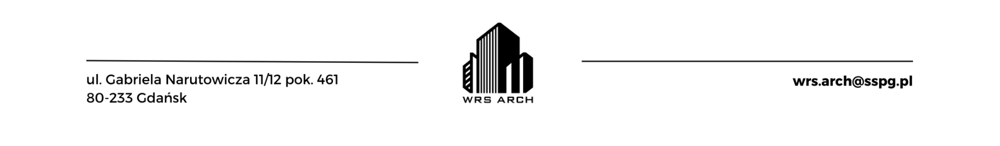 ul. Gabriela Narutowicza 11/12 pok. 461
80-233 Gdańsk
WRS ARCH
wrs.arch@sspg.pl